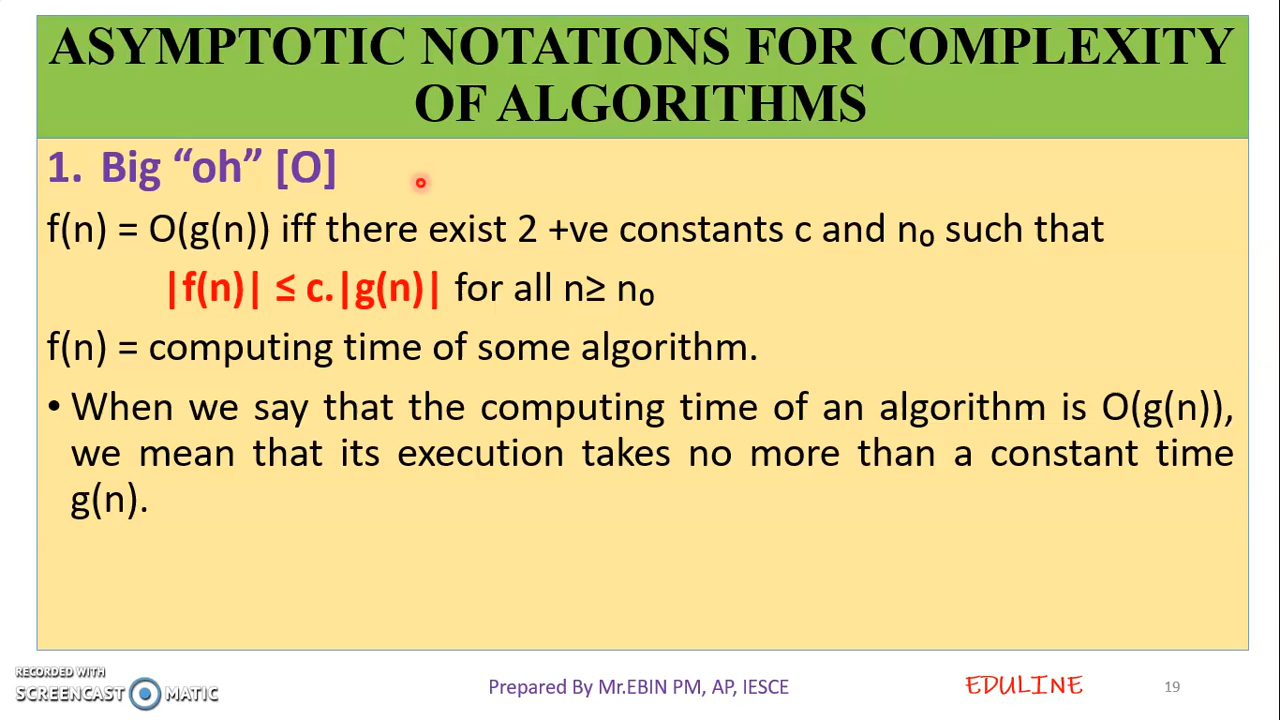 ASYMPTOTIC NOTATIONS FOR COMPLEXITY
OF ALGORITHMS
1. Big “oh” [O]
f(n) = O(g(n)) iff there exist 2 +ve constants c and n₀ such that
|f(n)| ≤ c.|g(n)| for all n≥ n₀
f(n) = computing time of some algorithm.
• When we say that the computing time of an algorithm is O(g(n)),
we mean that its execution takes no more than a constant time
g(n).
RECORDED WITH
SCREENCAST MATIC
Prepared By Mr.EBIN PM, AP, IESCE
EDULINE
19